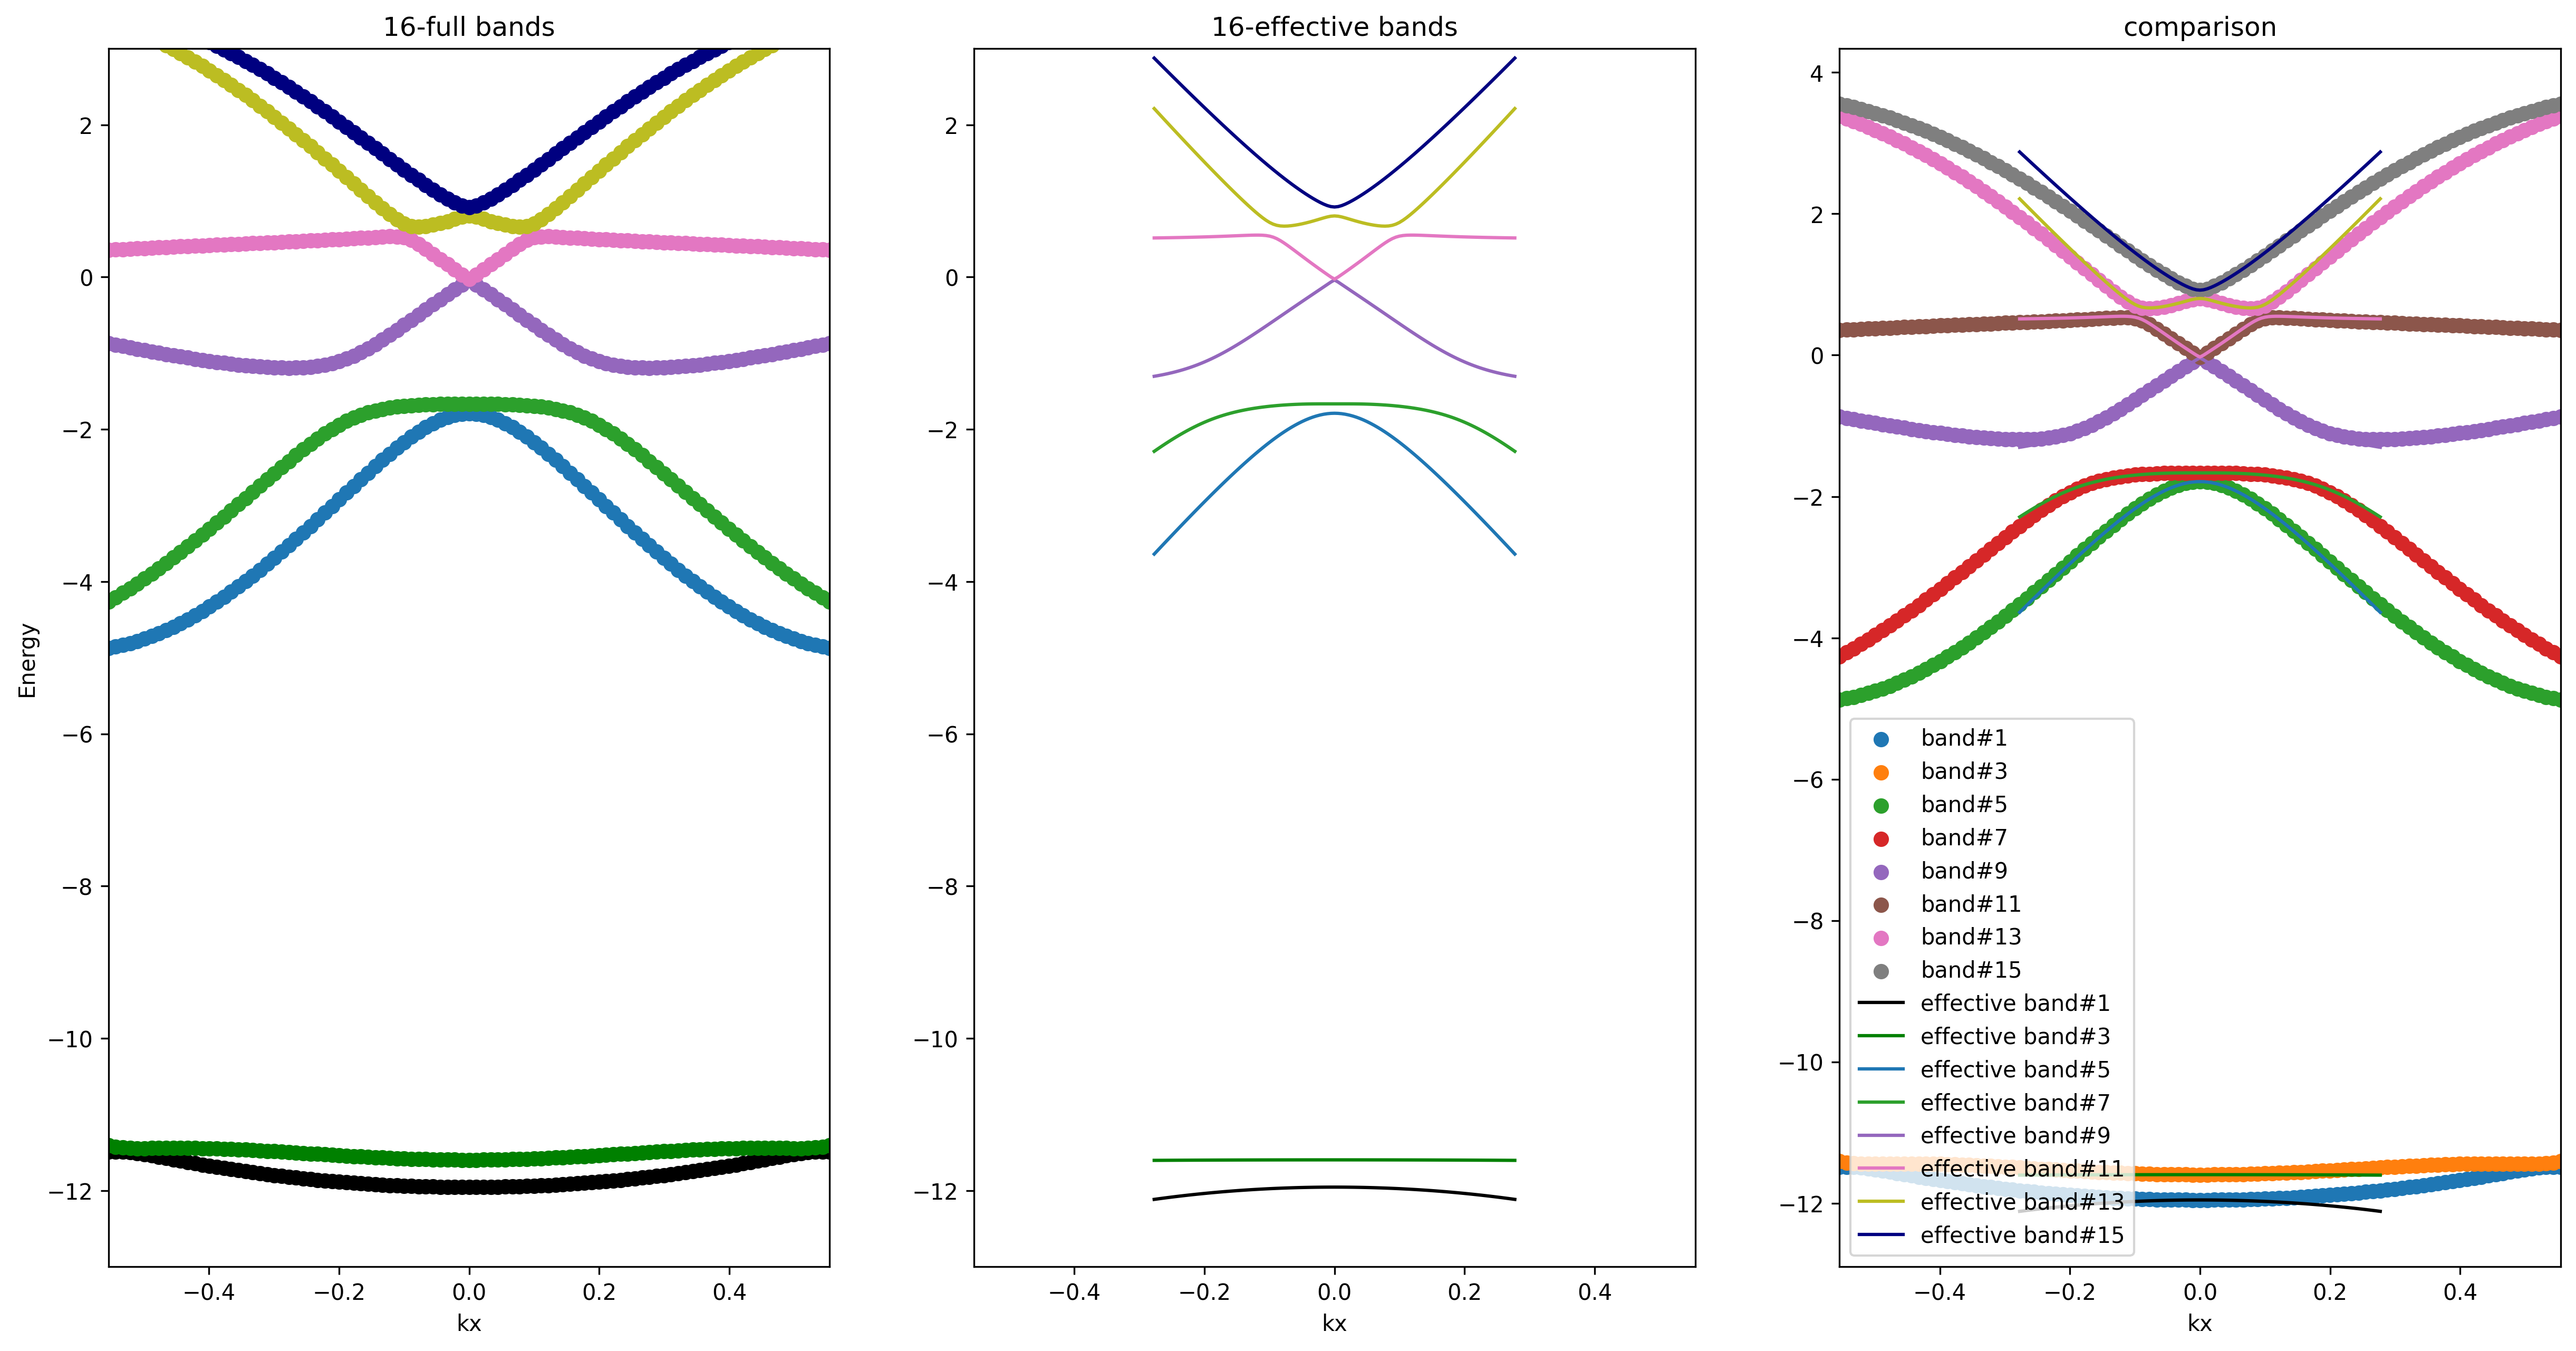 16-full bands
16-effective bands
comparison
Energy
2
0
−2
−4
−6
−8
−10
−12
−0.4
−0.2
0.0
0.2
0.4
kx
2
0
−2
−4
−6
−8
−10
−12
−0.4
−0.2
0.0
0.2
0.4
kx
4
2
0
−2
−4
−6
−8
−10
−12
band#1
band#3
band#5
band#7
band#9
band#11
band#13
band#15
effective band#1
effective band#3
effective band#5
effective band#7
effective band#9
effective band#11
effective band#13
effective band#15
−0.4
−0.2
0.0
0.2
0.4
kx